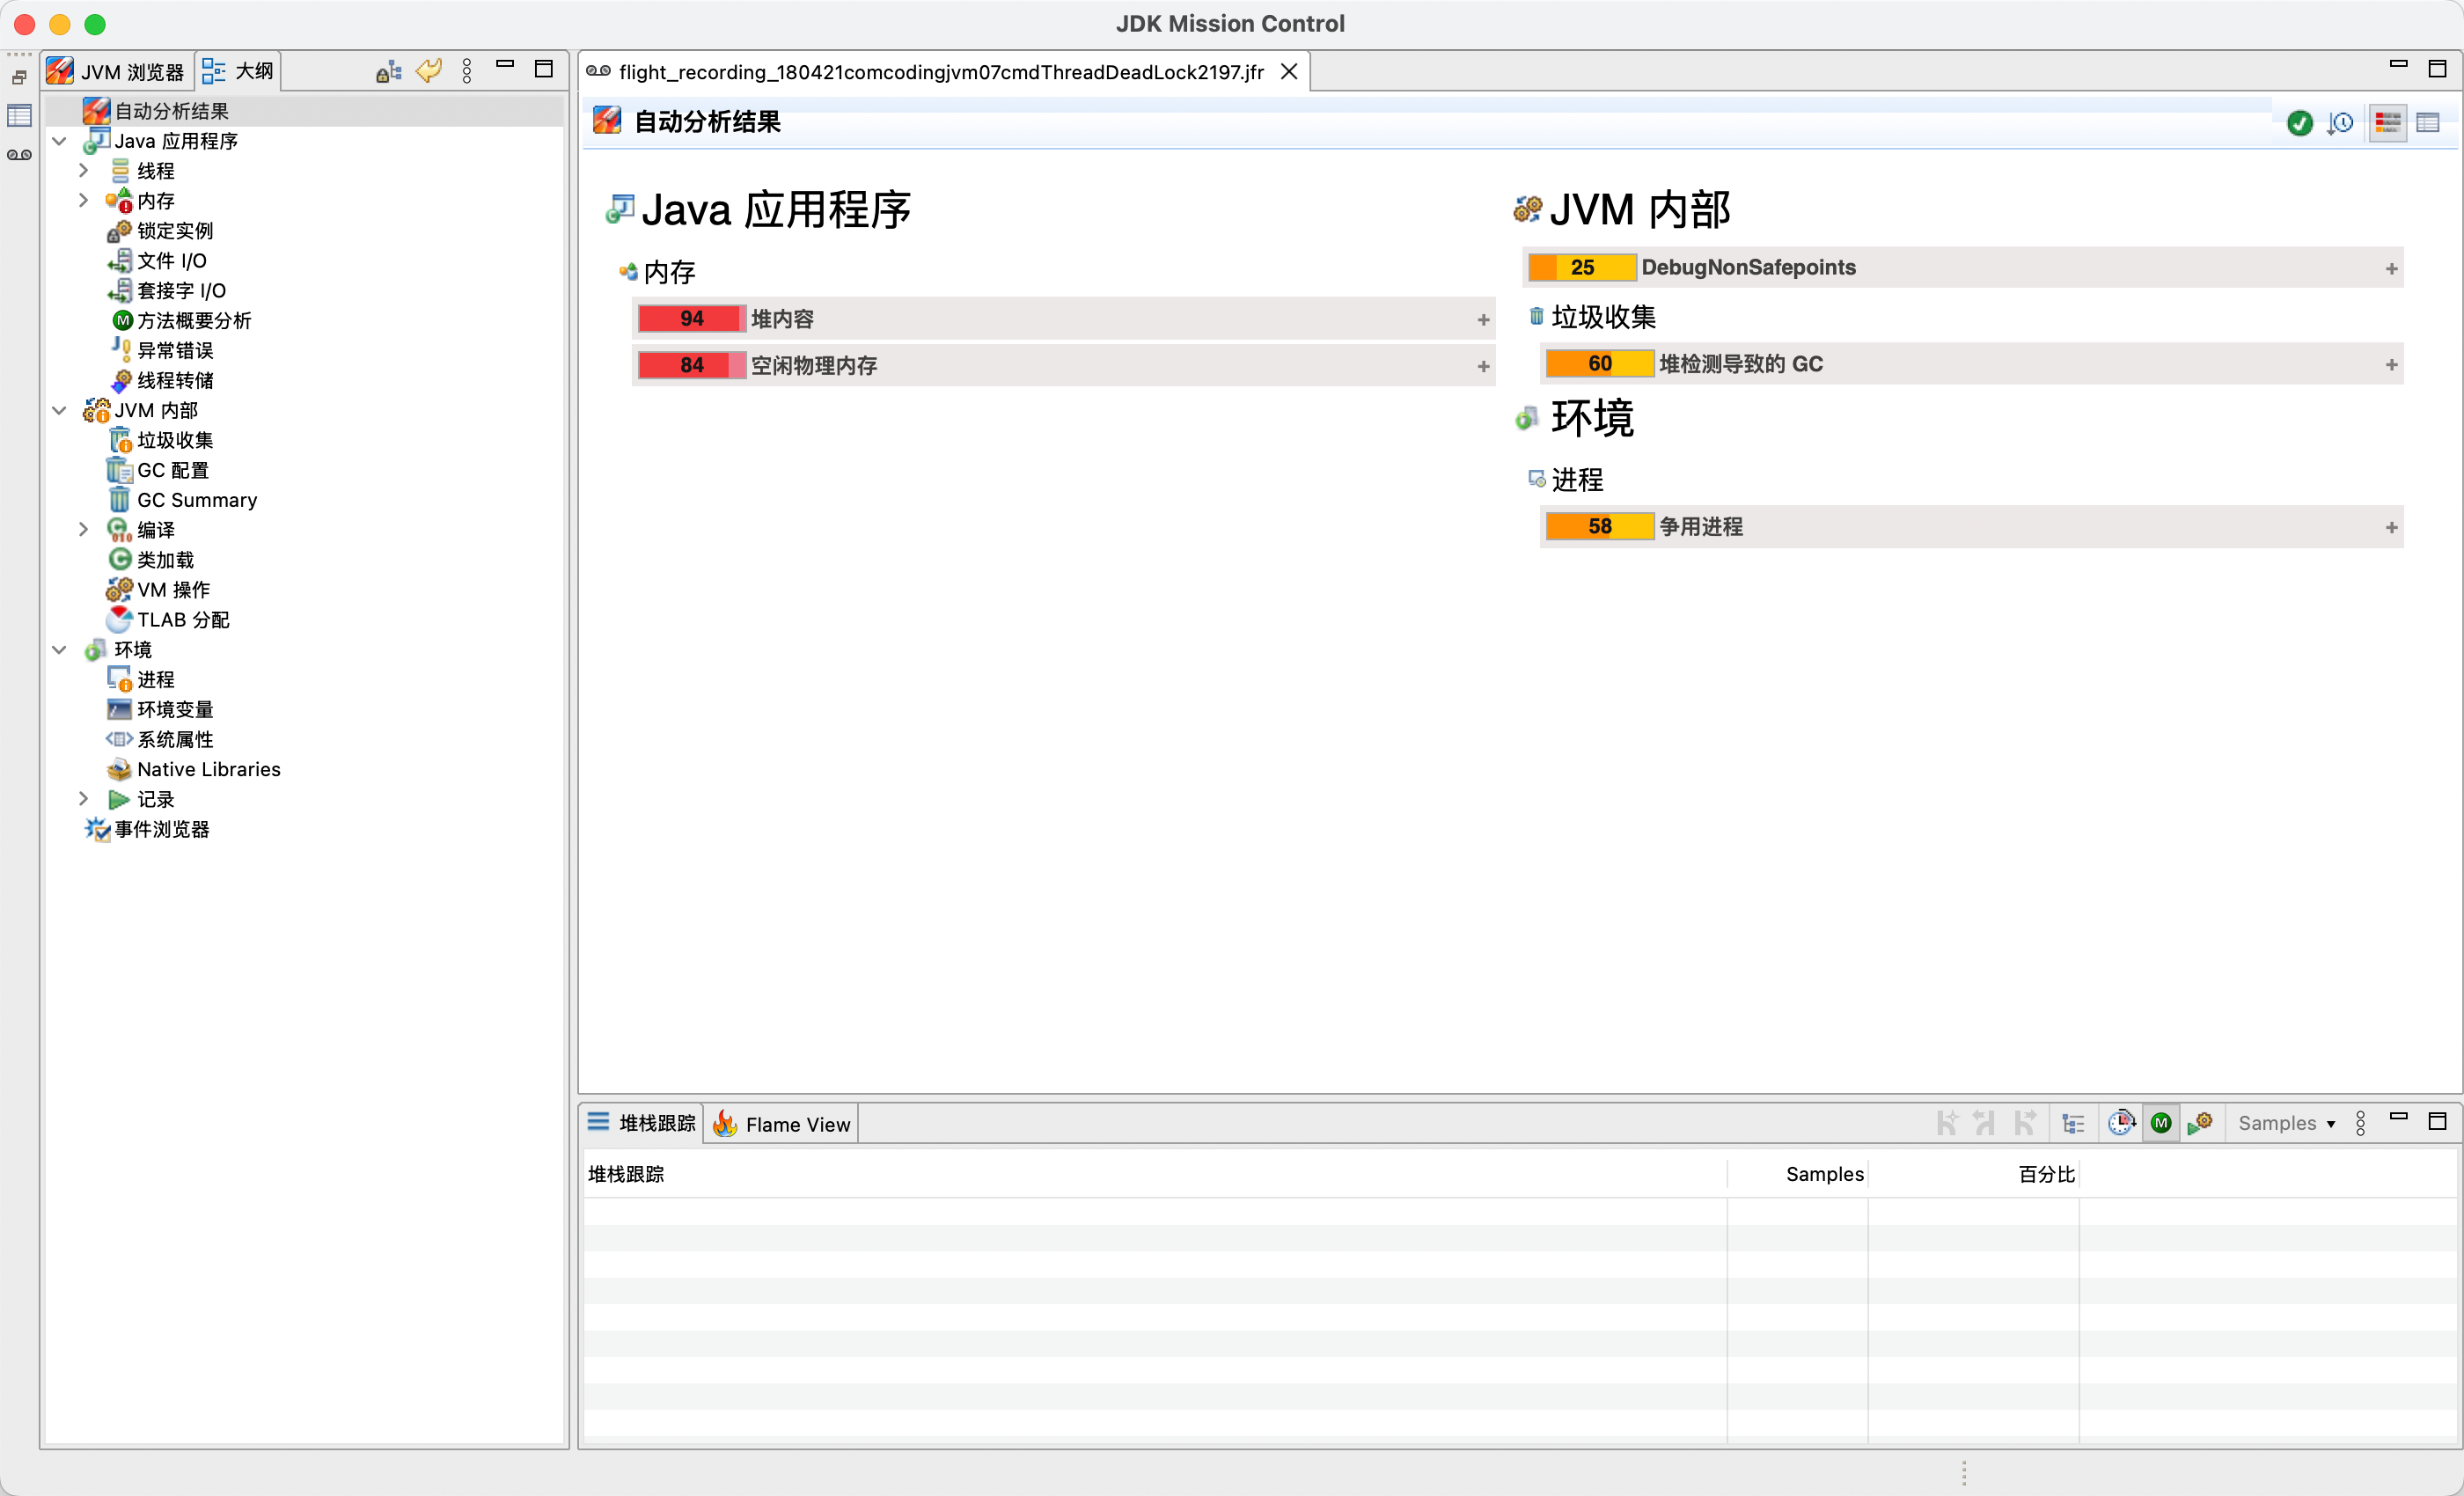 JDK Mission Control
JVM 浏览器
大纲
自动分析结果
Java 应用程序
线程
内存
锁定实例
文件 I/O
套接字 I/O
方法概要分析
异常错误
线程转储
JVM 内部
垃圾收集
GC 配置
GC Summary
编译
类加载
VM 操作
TLAB 分配
环境
进程
环境变量
系统属性
Native Libraries
记录
事件浏览器
flight_recording_180421comcodingjvm07cmdThreadDeadLock2197.jfr
自动分析结果
Java 应用程序
内存
94 堆内容 +
84 空闲物理内存 +
JVM 内部
25 DebugNonSafepoints +
垃圾收集
60 堆检测导致的 GC +
环境
进程
58 争用进程 +
堆栈跟踪
Flame View
Samples
堆栈跟踪 Samples 百分比